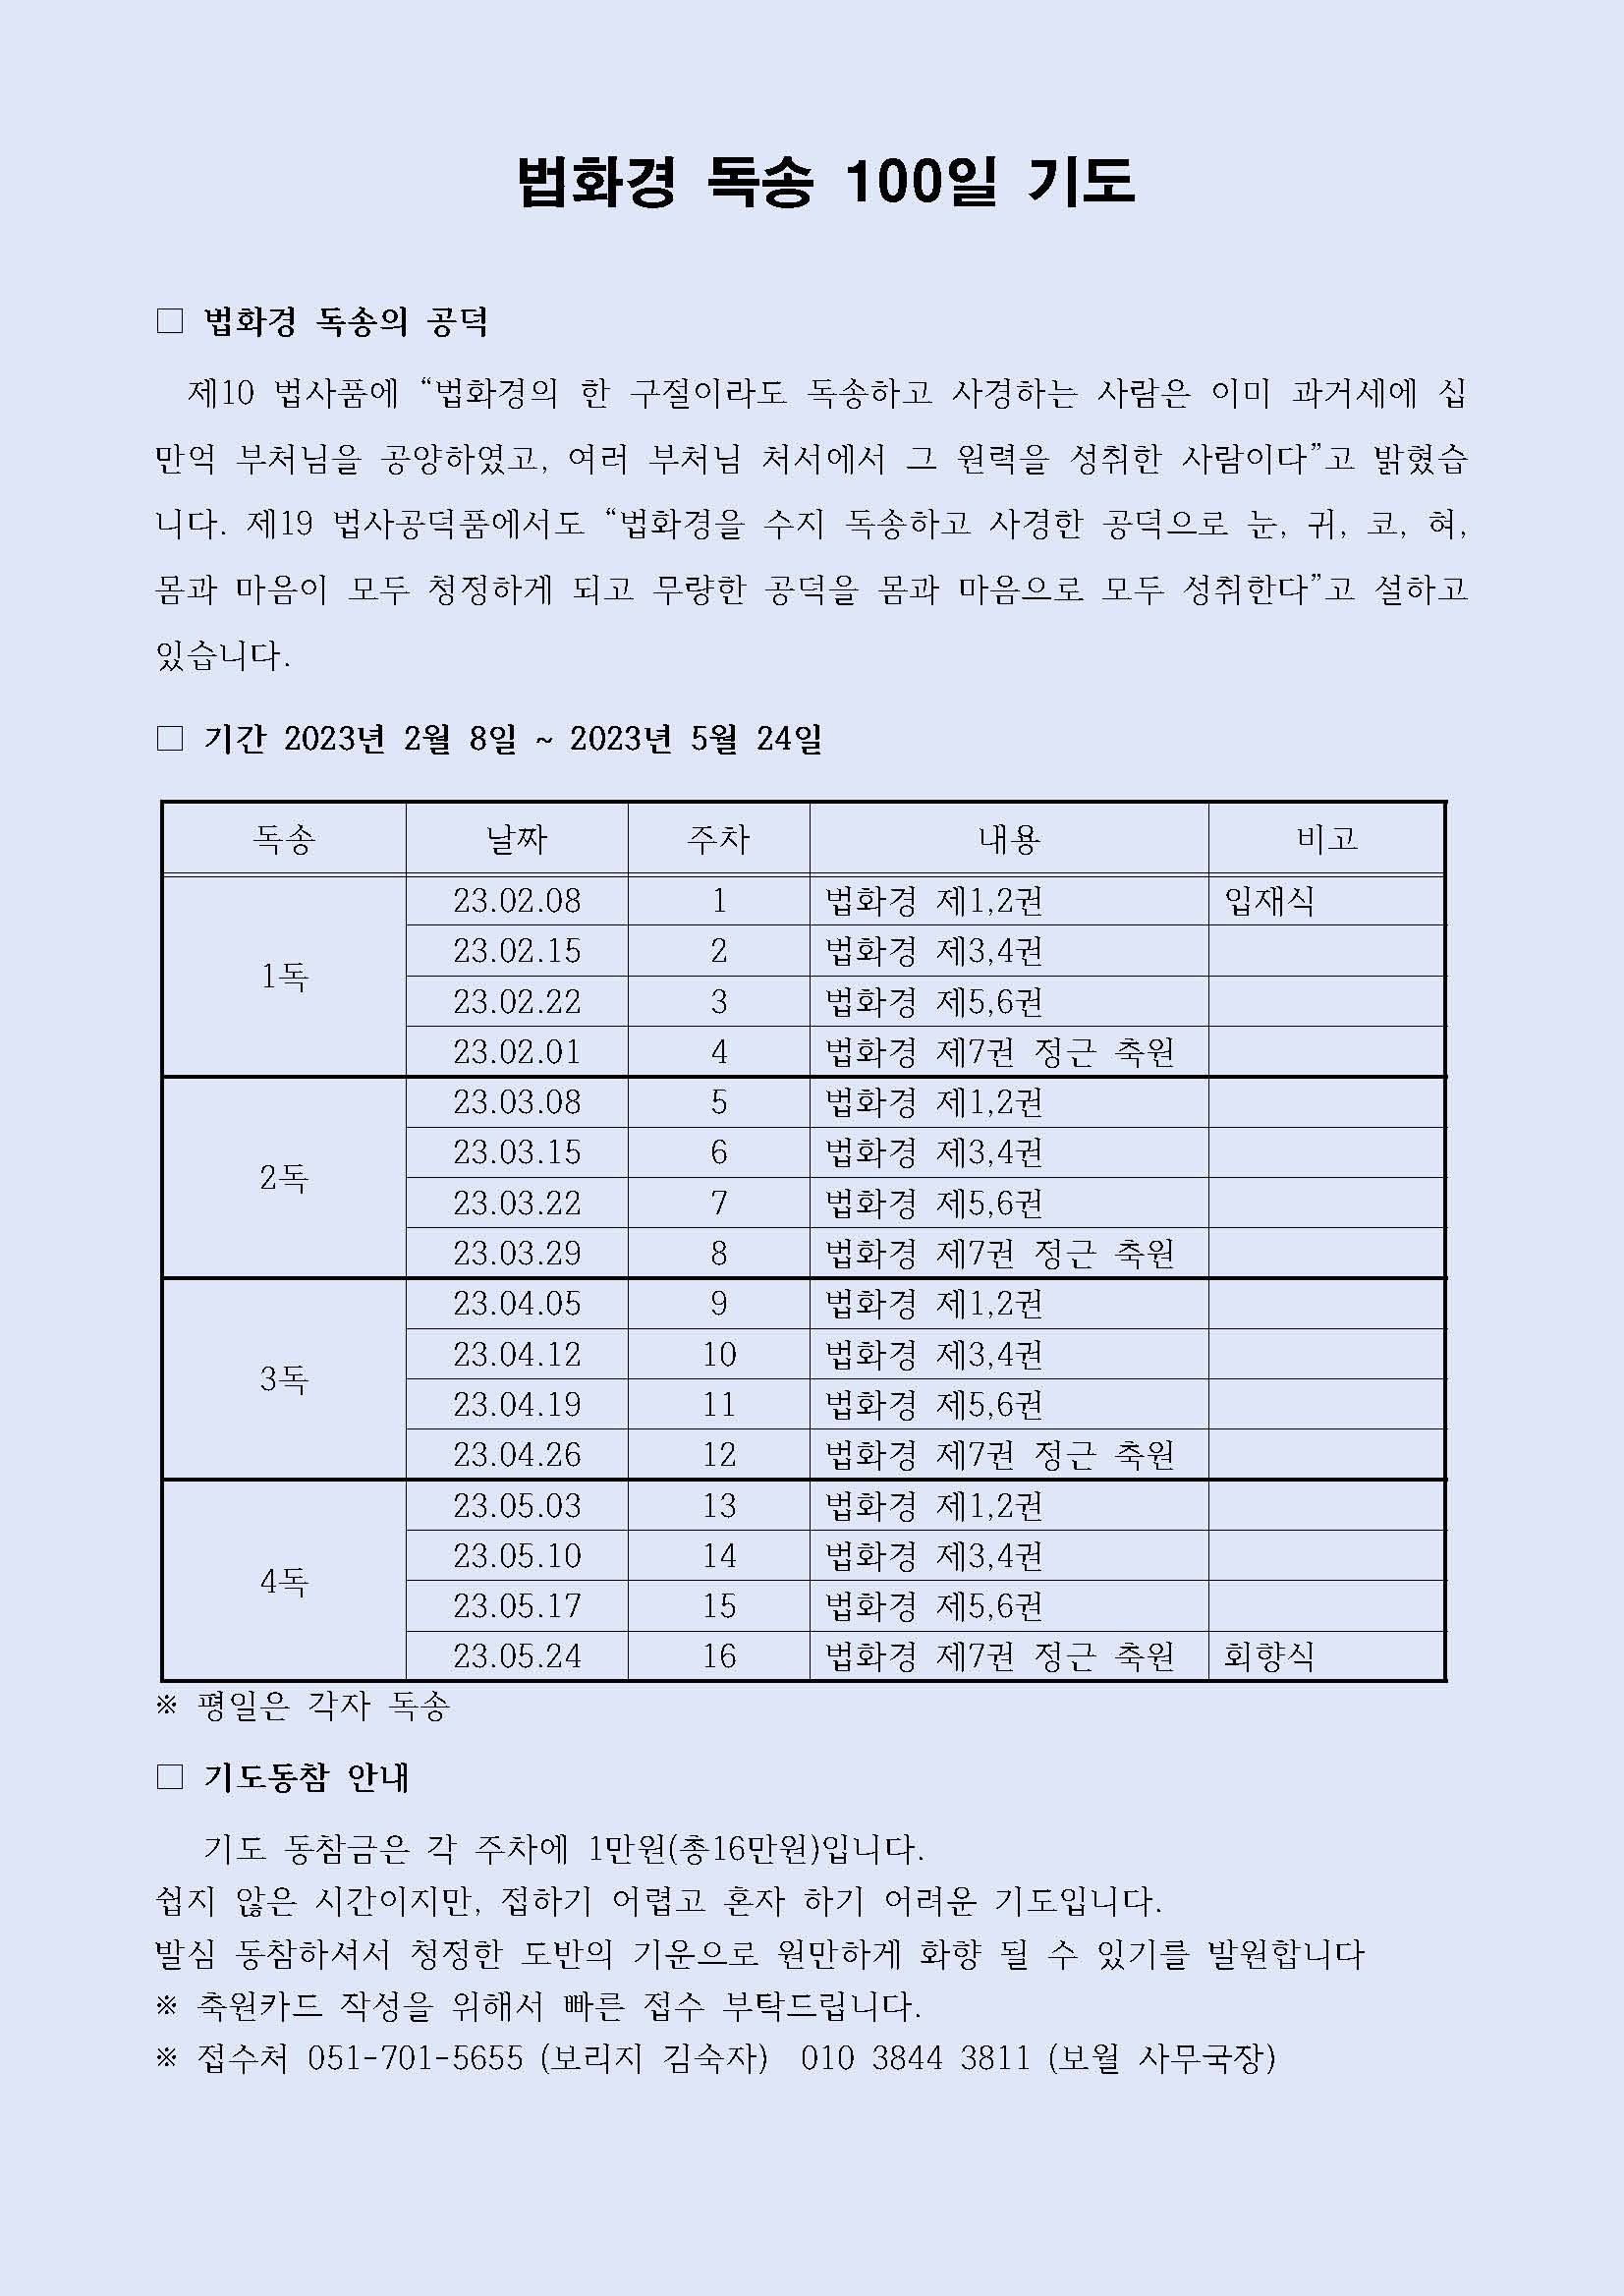 법화경 독송 100일 기도
□ 법화경 독송의 공덕
제10 법사품에 “법화경의 한 구절이라도 독송하고 사경하는 사람은 이미 과거세에 십
만억 부처님을 공양하였고, 여러 부처님 처서에서 그 원력을 성취한 사람이다”고 밝혔습
니다. 제19 법사공덕품에서도 “법화경을 수지 독송하고 사경한 공덕으로 눈, 귀, 코, 혀,
몸과 마음이 모두 청정하게 되고 무량한 공덕을 몸과 마음으로 모두 성취한다”고 설하고
있습니다.
□ 기간 2023년 2월 8일 ~ 2023년 5월 24일
독송 날짜 주차 내용 비고
1독
23.02.08 1 법화경 제1,2권 입재식
23.02.15 2 법화경 제3,4권
23.02.22 3 법화경 제5,6권
23.02.01 4 법화경 제7권 정근 축원
2독
23.03.08 5 법화경 제1,2권
23.03.15 6 법화경 제3,4권
23.03.22 7 법화경 제5,6권
23.03.29 8 법화경 제7권 정근 축원
3독
23.04.05 9 법화경 제1,2권
23.04.12 10 법화경 제3,4권
23.04.19 11 법화경 제5,6권
23.04.26 12 법화경 제7권 정근 축원
4독
23.05.03 13 법화경 제1,2권
23.05.10 14 법화경 제3,4권
23.05.17 15 법화경 제5,6권
23.05.24 16 법화경 제7권 정근 축원 회향식
※ 평일은 각자 독송
□ 기도동참 안내
기도 동참금은 각 주차에 1만원(총16만원)입니다.
쉽지 않은 시간이지만, 접하기 어렵고 혼자 하기 어려운 기도입니다.
발심 동참하셔서 청정한 도반의 기운으로 원만하게 화향 될 수 있기를 발원합니다
※ 축원카드 작성을 위해서 빠른 접수 부탁드립니다.
※ 접수처 051-701-5655 (보리지 김숙자) 010 3844 3811 (보월 사무국장)